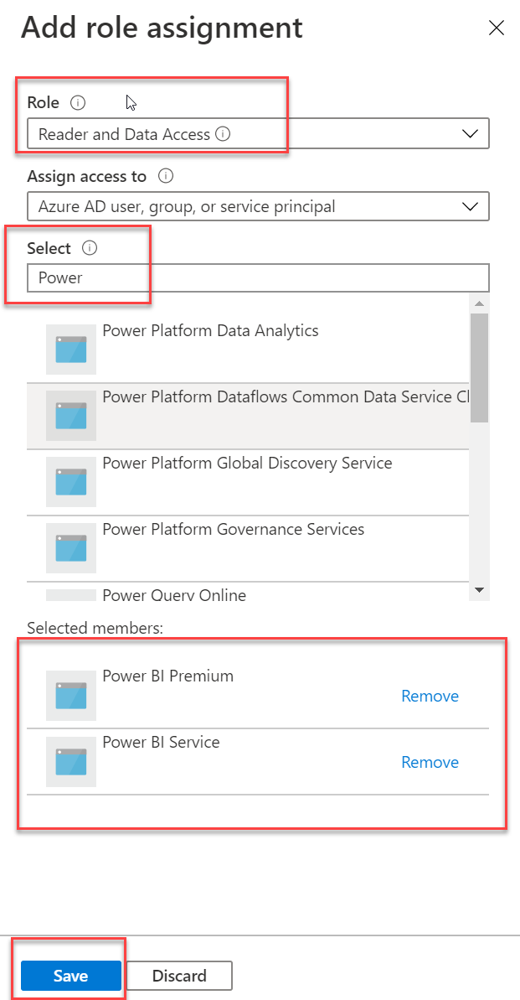 Add role assignment
Role
Reader and Data Access
Assign access to
Azure AD user, group, or service principal
Select
Power
Power Platform Data Analytics
Power Platform Dataflows Common Data Service Cl
Power Platform Global Discovery Service
Power Platform Governance Services
Power Query Online
Selected members:
Power BI Premium
Remove
Power BI Service
Remove
Save Discard